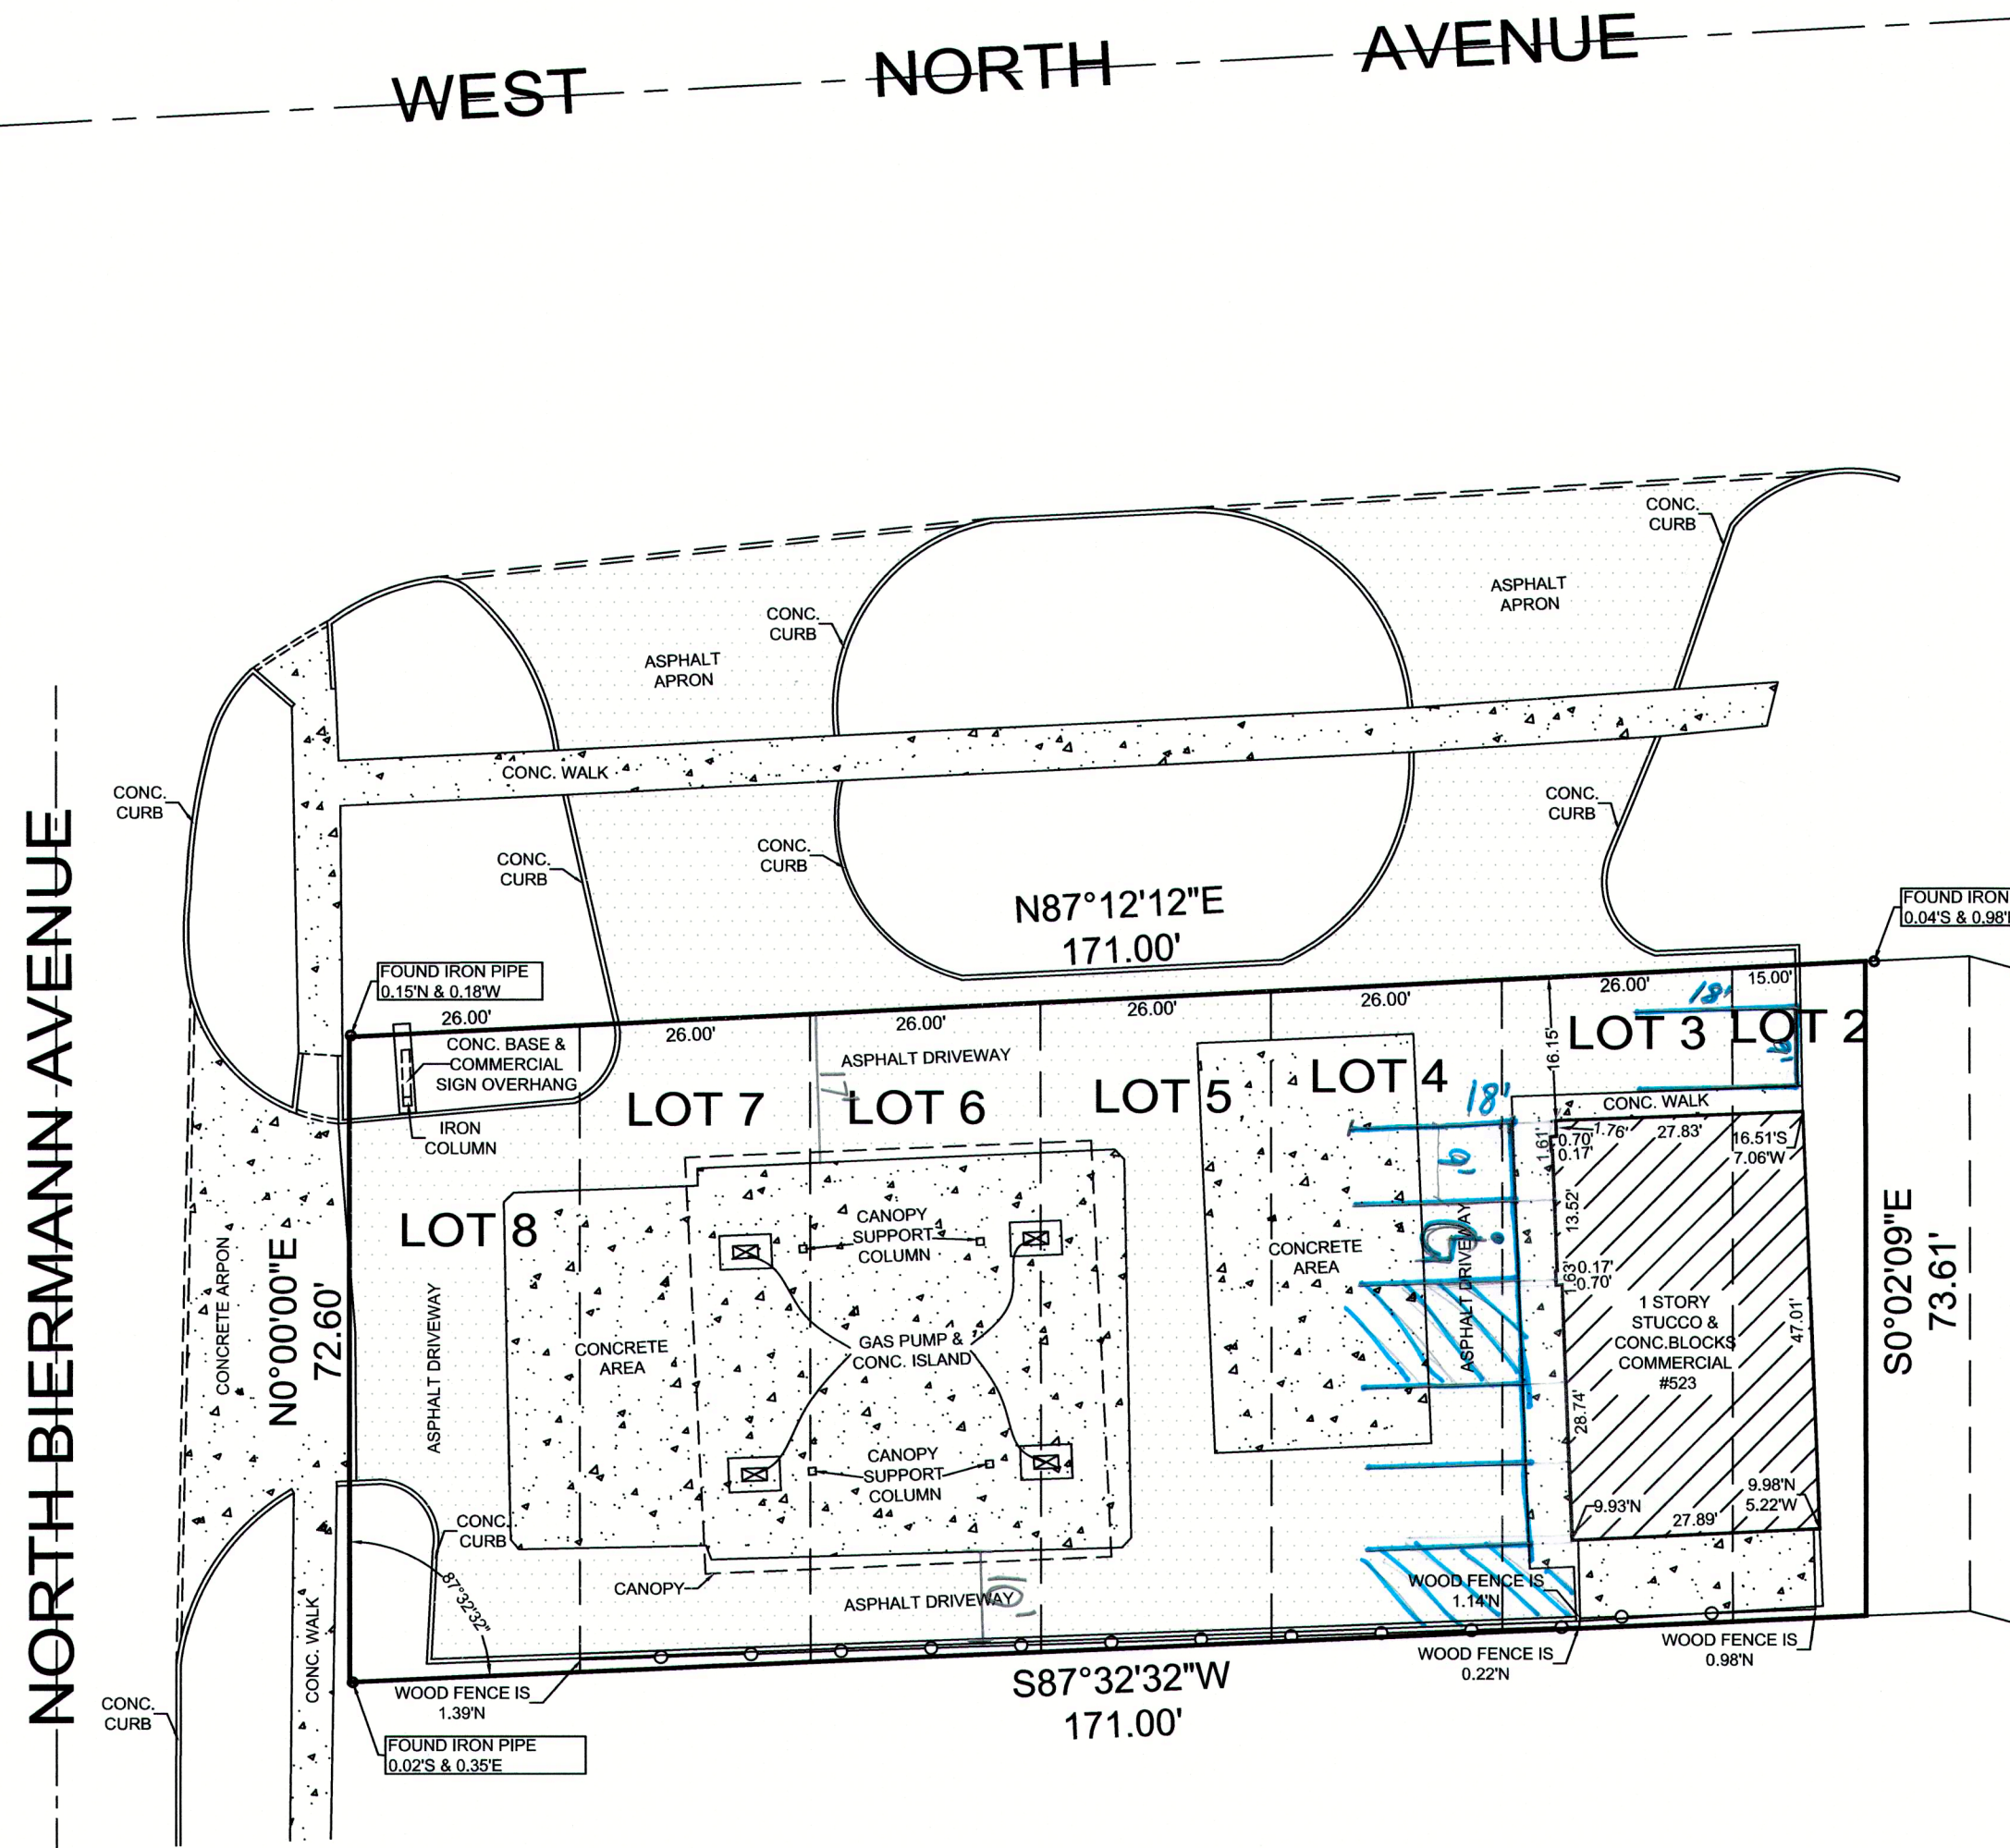 WEST NORTH AVENUE
NORTH BIERMANN AVENUE
CONC.
CURB
ASPHALT
APRON
CONC.
CURB
ASPHALT
APRON
CONC. WALK
CONC.
CURB
CONC.
CURB
CONC.
CURB
CONC.
CURB
N87°12'12"E
171.00'
FOUND IRON
0.04'S & 0.98'
FOUND IRON PIPE
0.15'N & 0.18'W
26.00'
26.00'
26.00'
26.00'
26.00'
26.00'
15.00'
18'
9'
CONC. BASE &
COMMERCIAL
SIGN OVERHANG
IRON
COLUMN
ASPHALT DRIVEWAY
17'
LOT 8
LOT 7
LOT 6
LOT 5
LOT 4
LOT 3
LOT 2
16.15'
18'
9'
CONC. WALK
1.76'
27.83'
0.70'
0.17'
1.61'
16.51'S
7.06'W
13.52'
0.17'
0.70'
1.63'
28.74'
47.01'
1 STORY
STUCCO &
CONC.BLOCKS
COMMERCIAL
#523
9.93'N
27.89'
9.98'N
5.22'W
CANOPY
SUPPORT
COLUMN
GAS PUMP &
CONC. ISLAND
CANOPY
SUPPORT
COLUMN
CONCRETE
AREA
CONCRETE
AREA
ASPHALT DRIVEWAY
ASPHALT DRIVEWAY
CONCRETE ARPON
N0°00'00"E
72.60'
S0°02'09"E
73.61'
CONC.
CURB
87°32'32"
CANOPY
ASPHALT DRIVEWAY
16'
WOOD FENCE IS
1.14'N
WOOD FENCE IS
0.22'N
WOOD FENCE IS
0.98'N
CONC. WALK
CONC.
CURB
WOOD FENCE IS
1.39'N
S87°32'32"W
171.00'
FOUND IRON PIPE
0.02'S & 0.35'E